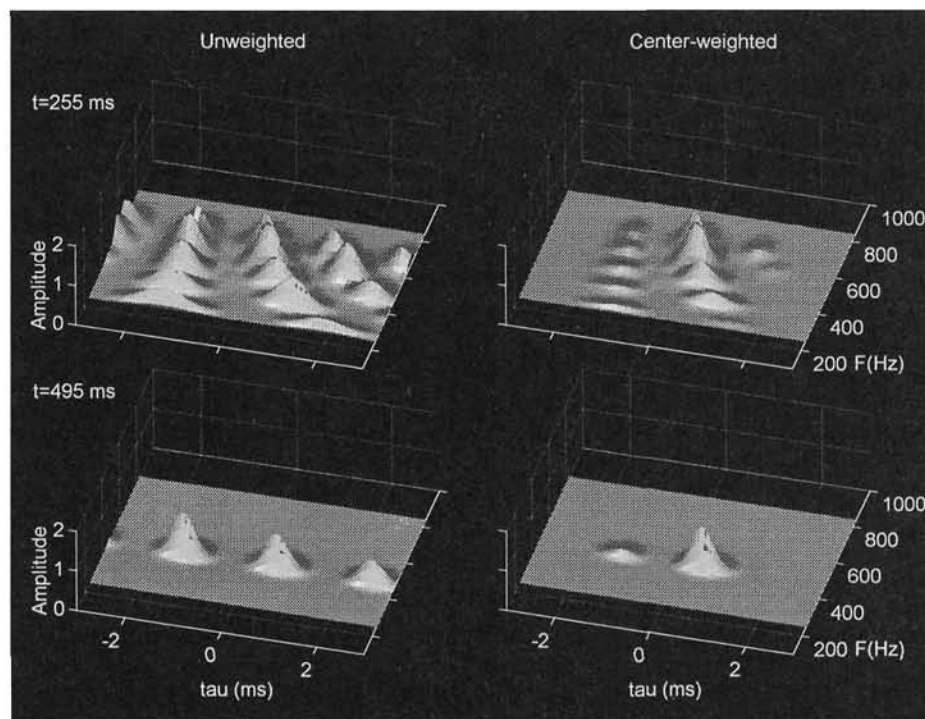 Unweighted Center-weighted
t=255 ms
1000
800
600
400
200 F(Hz)
2
1
0
Amplitude
t=495 ms
1000
800
600
400
200 F(Hz)
2
1
0
Amplitude
-2 0 2
-2 0 2
tau (ms) tau (ms)